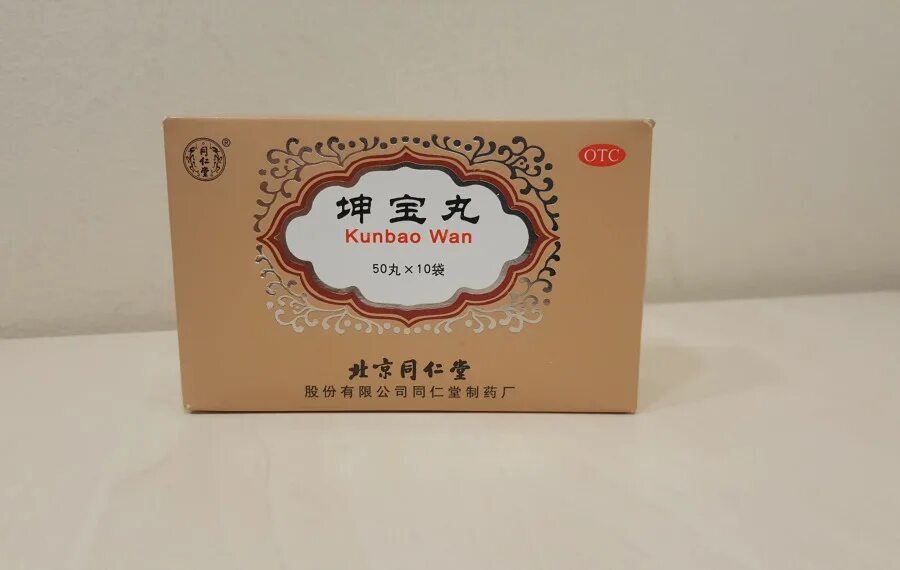 同仁堂
®
OTC
坤宝丸
Kunbao Wan
50丸×10袋
北京同仁堂
股份有限公司同仁堂制药厂